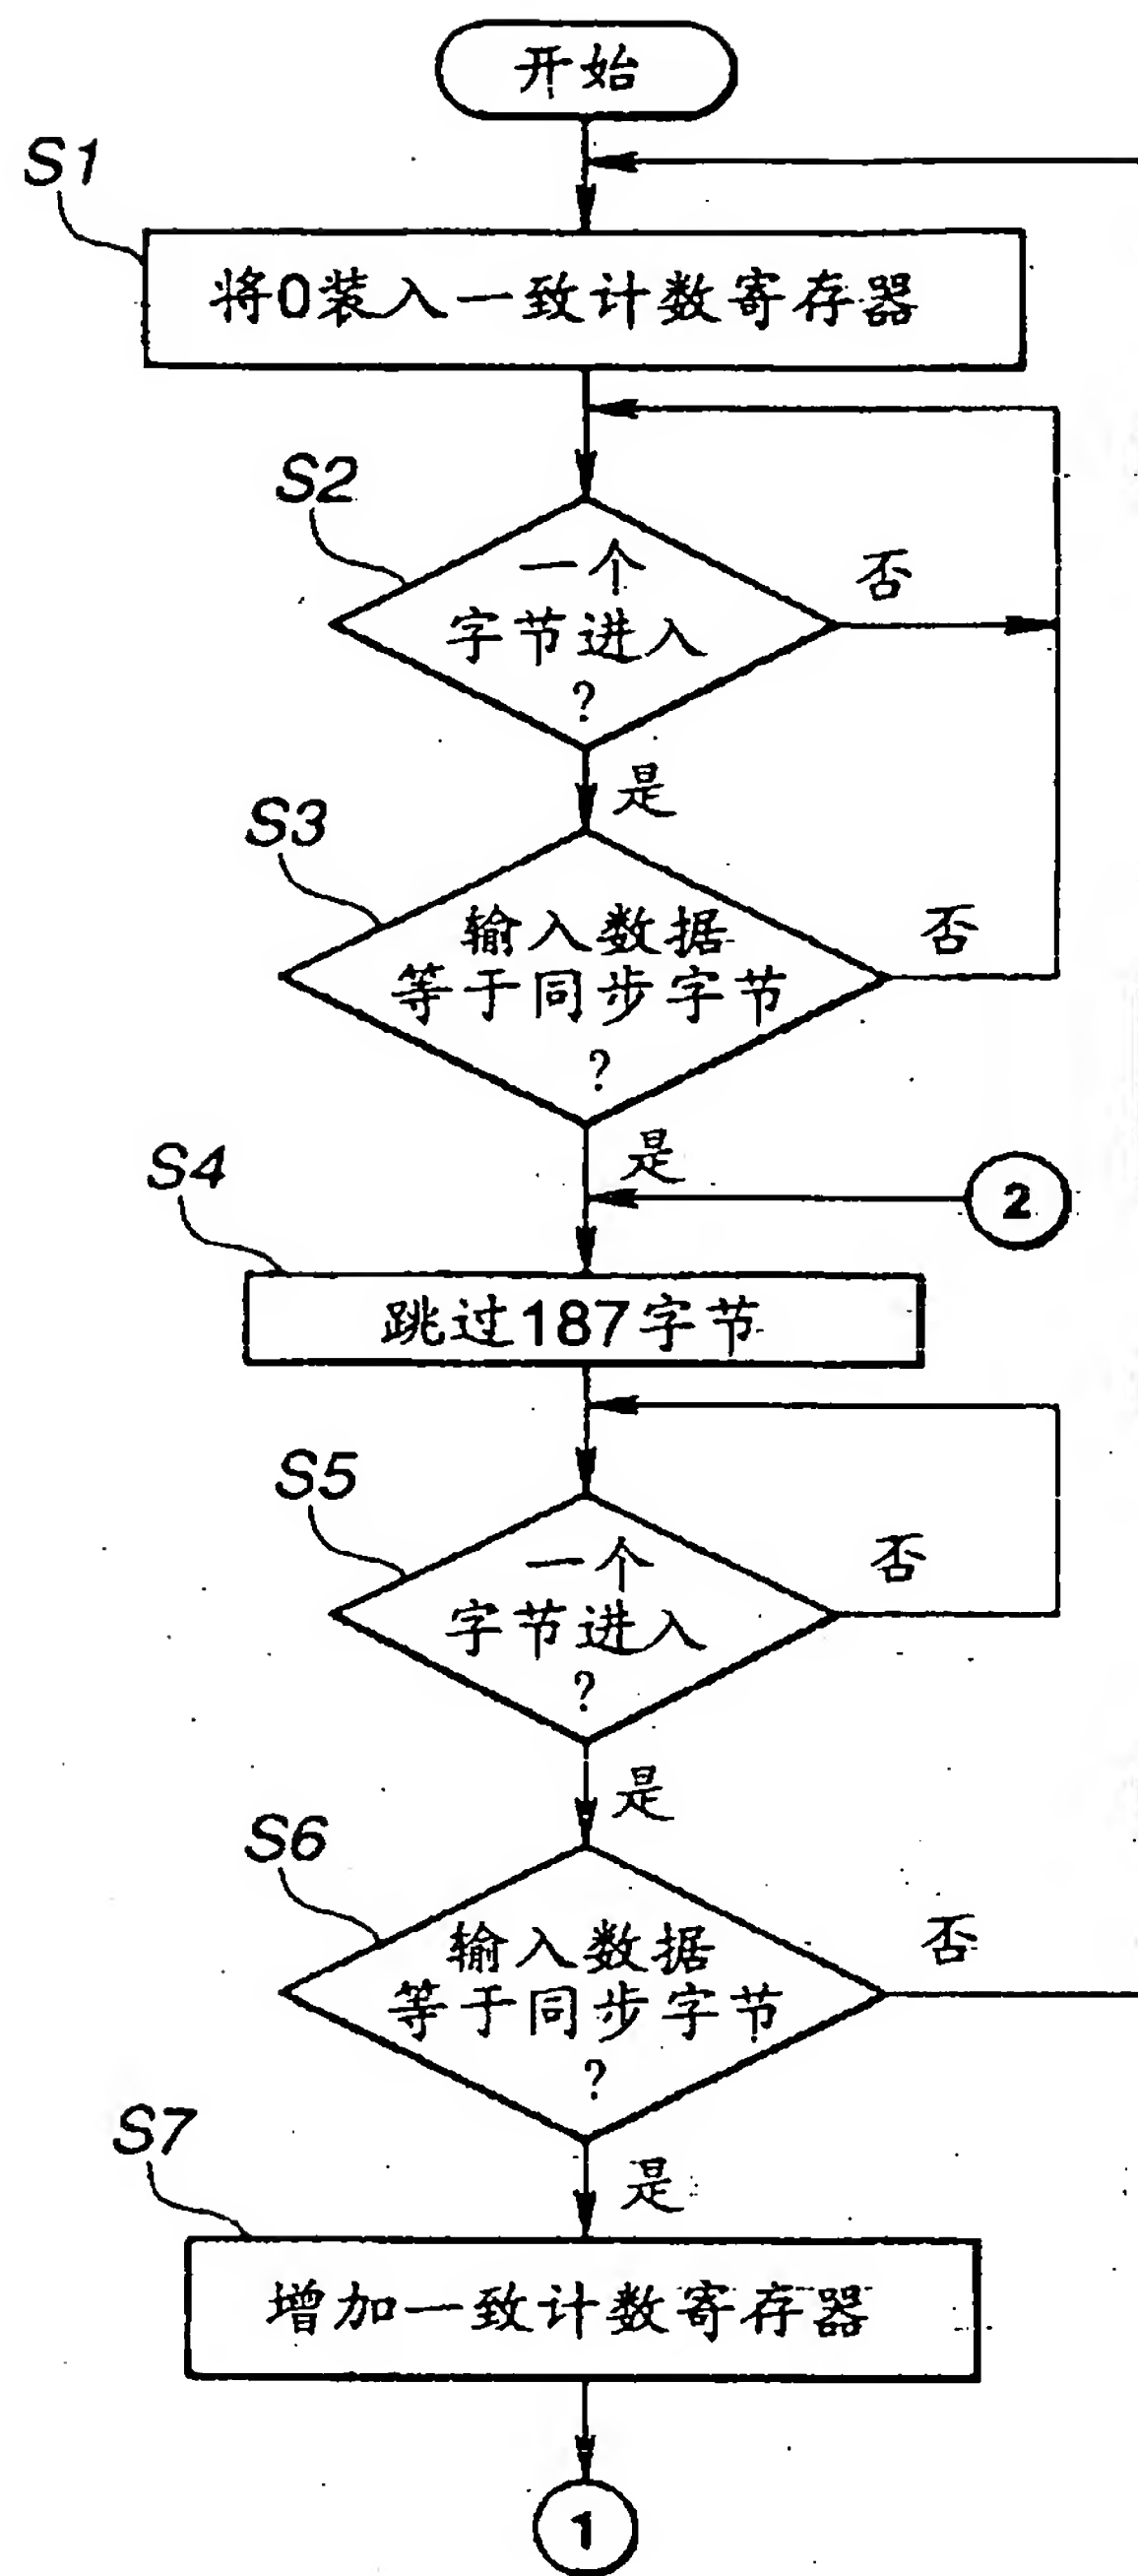 开始
S1
将0装入一致计数寄存器
S2
一个
字节进入
?
否
是
S3
输入数据
等于同步字节
?
否
是
S4
2
跳过187字节
S5
一个
字节进入
?
否
是
S6
输入数据
等于同步字节
?
否
是
S7
增加一致计数寄存器
1